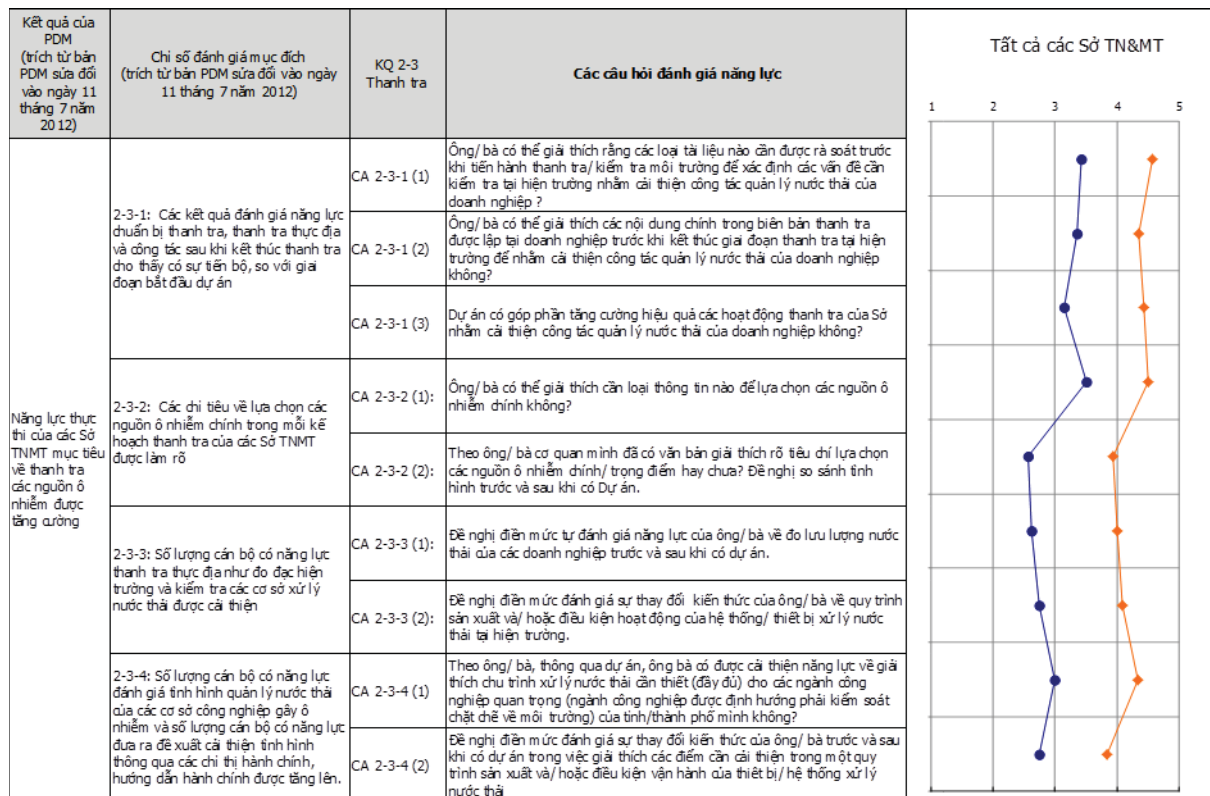 Kết quả của
PDM
(trích từ bản
PDM sửa đổi
vào ngày 11
tháng 7 năm
2012)
Chỉ số đánh giá mục đích
(trích từ bản PDM sửa đổi vào ngày
11 tháng 7 năm 2012)
KQ 2-3
Thanh tra
Các câu hỏi đánh giá năng lực
Tất cả các Sở TN&MT
1 2 3 4 5
Năng lực thực
thi của các Sở
TNMT mục tiêu
về thanh tra
các nguồn ô
nhiễm được
tăng cường
2-3-1: Các kết quả đánh giá năng lực
chuẩn bị thanh tra, thanh tra thực địa
và công tác sau khi kết thúc thanh tra
cho thấy có sự tiến bộ, so với giai
đoạn bắt đầu dự án
CA 2-3-1 (1)
Ông/ bà có thể giải thích rằng các loại tài liệu nào cần được rà soát trước
khi tiến hành thanh tra/ kiểm tra môi trường để xác định các vấn đề cần
kiểm tra tại hiện trường nhằm cải thiện công tác quản lý nước thải của
doanh nghiệp ?
CA 2-3-1 (2)
Ông/ bà có thể giải thích các nội dung chính trong biên bản thanh tra
được lập tại doanh nghiệp trước khi kết thúc giai đoạn thanh tra tại hiện
trường để nhằm cải thiện công tác quản lý nước thải của doanh nghiệp
không?
CA 2-3-1 (3)
Dự án có góp phần tăng cường hiệu quả các hoạt động thanh tra của Sở
nhằm cải thiện công tác quản lý nước thải của doanh nghiệp không?
2-3-2: Các chỉ tiêu về lựa chọn các
nguồn ô nhiễm chính trong mỗi kế
hoạch thanh tra của các Sở TNMT
được làm rõ
CA 2-3-2 (1):
Ông/ bà có thể giải thích cần loại thông tin nào để lựa chọn các nguồn ô
nhiễm chính không?
CA 2-3-2 (2):
Theo ông/ bà cơ quan mình đã có văn bản giải thích rõ tiêu chí lựa chọn
các nguồn ô nhiễm chính/ trọng điểm hay chưa? Đề nghị so sánh tình
hình trước và sau khi có Dự án.
2-3-3: Số lượng cán bộ có năng lực
thanh tra thực địa như đo đạc hiện
trường và kiểm tra các cơ sở xử lý
nước thải được cải thiện
CA 2-3-3 (1):
Đề nghị điền mức tự đánh giá năng lực của ông/ bà về đo lưu lượng nước
thải của các doanh nghiệp trước và sau khi có dự án.
CA 2-3-3 (2):
Đề nghị điền mức đánh giá sự thay đổi kiến thức của ông/ bà về quy trình
sản xuất và/ hoặc điều kiện hoạt động của hệ thống/ thiết bị xử lý nước
thải tại hiện trường.
2-3-4: Số lượng cán bộ có năng lực
đánh giá tình hình quản lý nước thải
của các cơ sở công nghiệp gây ô
nhiễm và số lượng cán bộ có năng lực
đưa ra đề xuất cải thiện tình hình
thông qua các chỉ thị hành chính,
hướng dẫn hành chính được tăng lên.
CA 2-3-4 (1)
Theo ông/ bà, thông qua dự án, ông bà có được cải thiện năng lực về giải
thích chu trình xử lý nước thải cần thiết (đầy đủ) cho các ngành công
nghiệp quan trọng (ngành công nghiệp được định hướng phải kiểm soát
chặt chẽ về môi trường) của tỉnh/thành phố mình không?
CA 2-3-4 (2)
Đề nghị điền mức đánh giá sự thay đổi kiến thức của ông/ bà trước và sau
khi có dự án trong việc giải thích các điểm cần cải thiện trong một quy
trình sản xuất và/ hoặc điều kiện vận hành của thiết bị/ hệ thống xử lý
nước thải